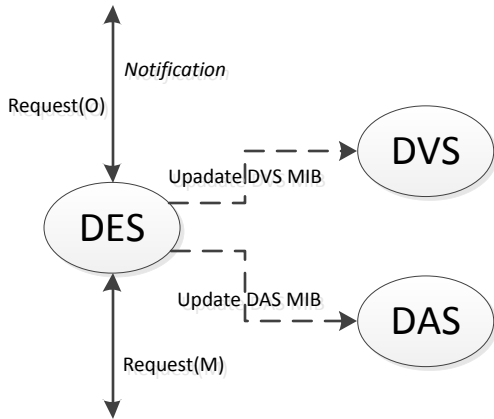 Notification
Request(O)
DVS
Upadate DVS MIB
DES
Update DAS MIB
DAS
Request(M)